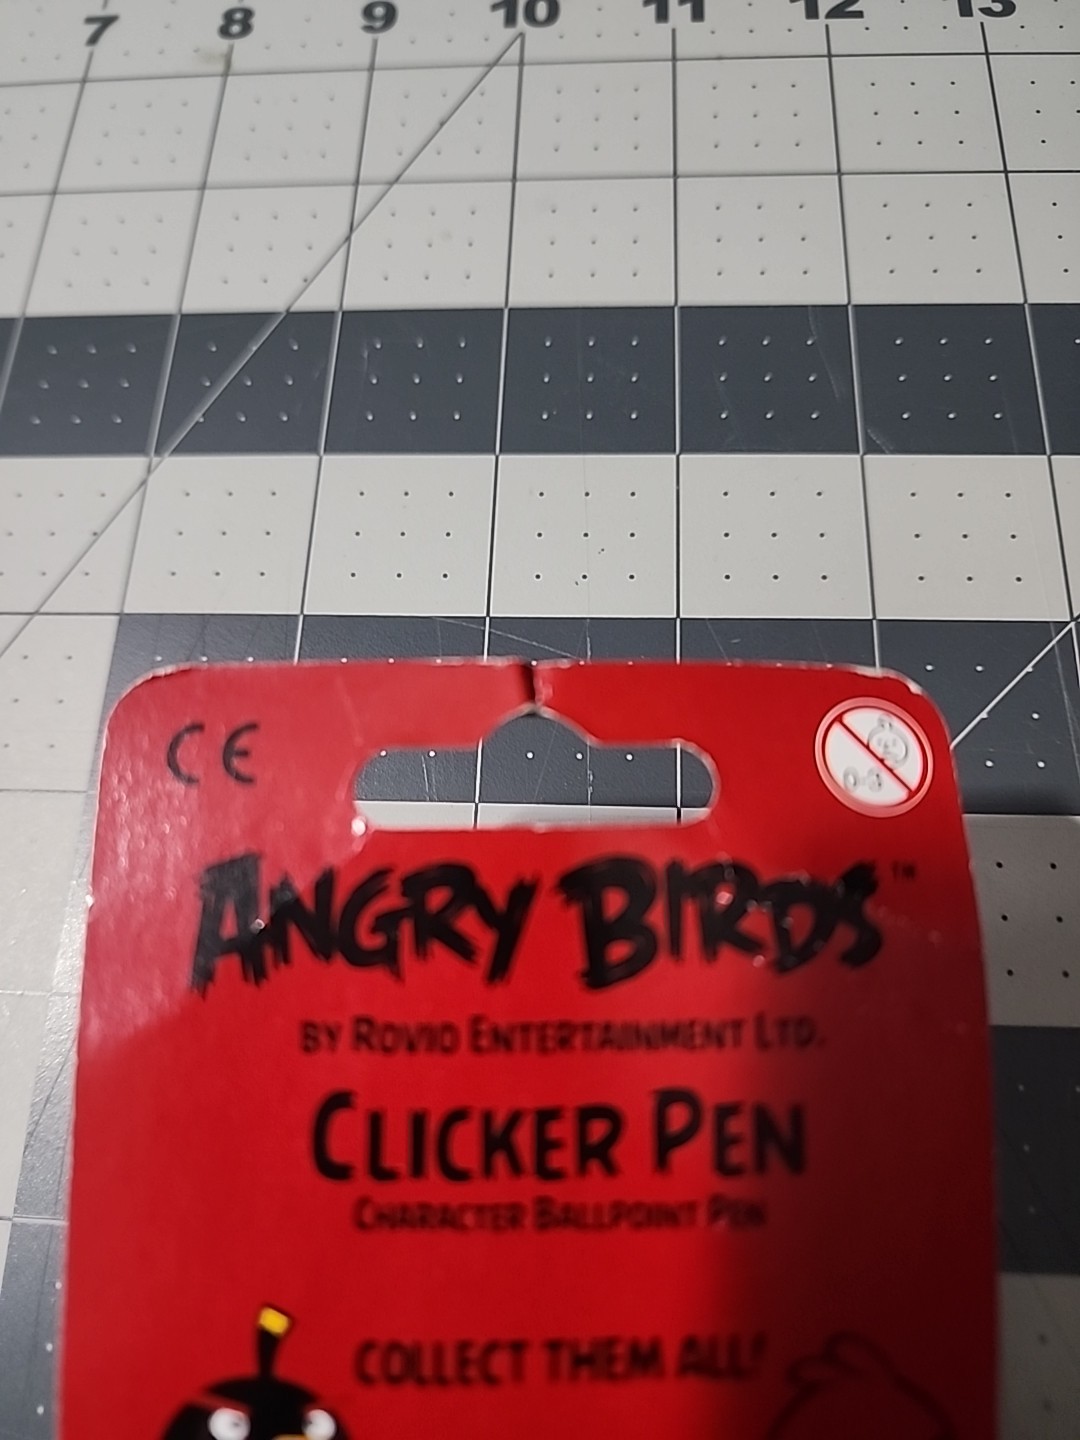 7 8 9 10 11 12 13
CE
0-3
ANGRY BIRDS™
BY ROVIO ENTERTAINMENT LTD.
CLICKER PEN
CHARACTER BALLPOINT PEN
COLLECT THEM ALL!